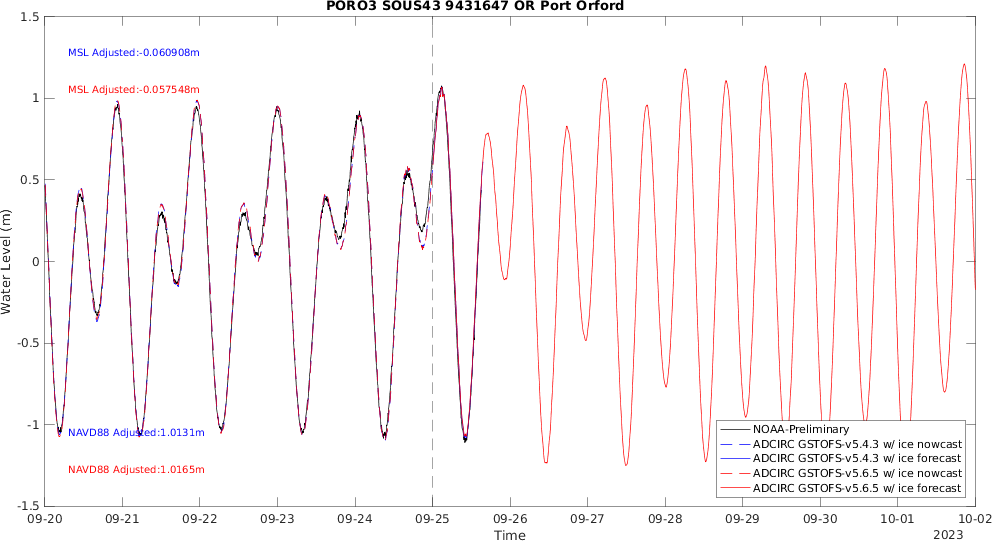 PORO3 SOUS43 9431647 OR Port Orford
Water Level (m)
1.5
1
0.5
0
-0.5
-1
-1.5
MSL Adjusted:-0.060908m
MSL Adjusted:-0.057548m
NAVD88 Adjusted:1.0131m
NAVD88 Adjusted:1.0165m
NOAA-Preliminary
ADCIRC GSTOFS-v5.4.3 w/ ice nowcast
ADCIRC GSTOFS-v5.4.3 w/ ice forecast
ADCIRC GSTOFS-v5.6.5 w/ ice nowcast
ADCIRC GSTOFS-v5.6.5 w/ ice forecast
09-20 09-21 09-22 09-23 09-24 09-25 09-26 09-27 09-28 09-29 09-30 10-01 10-02
Time
2023